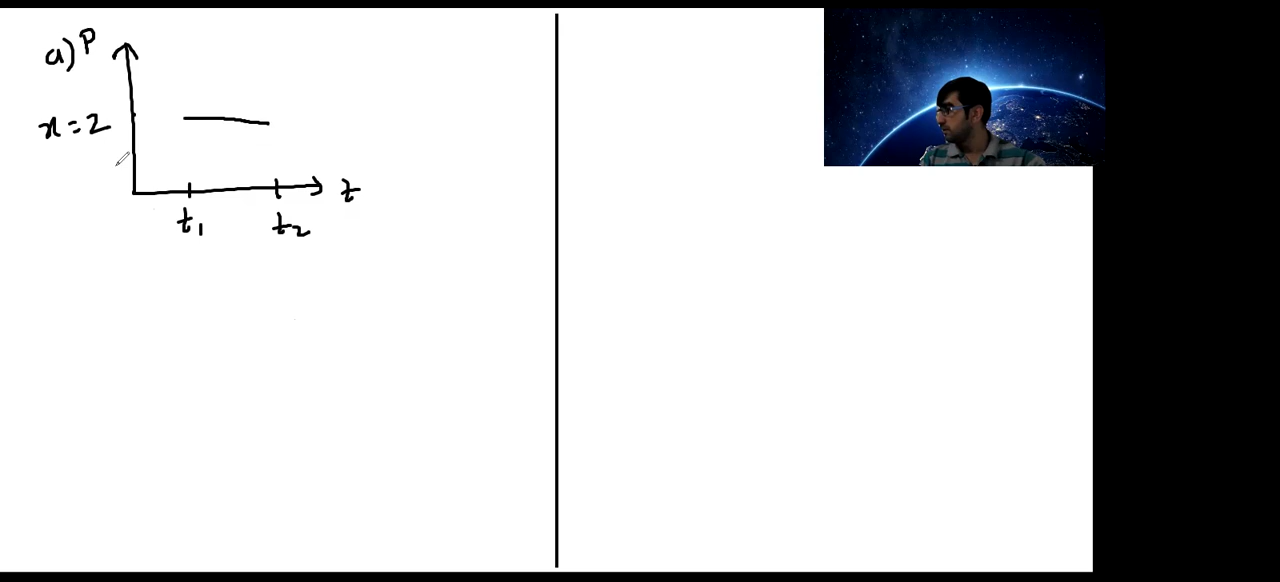 a) P
x = 2
t
t₁ t₂